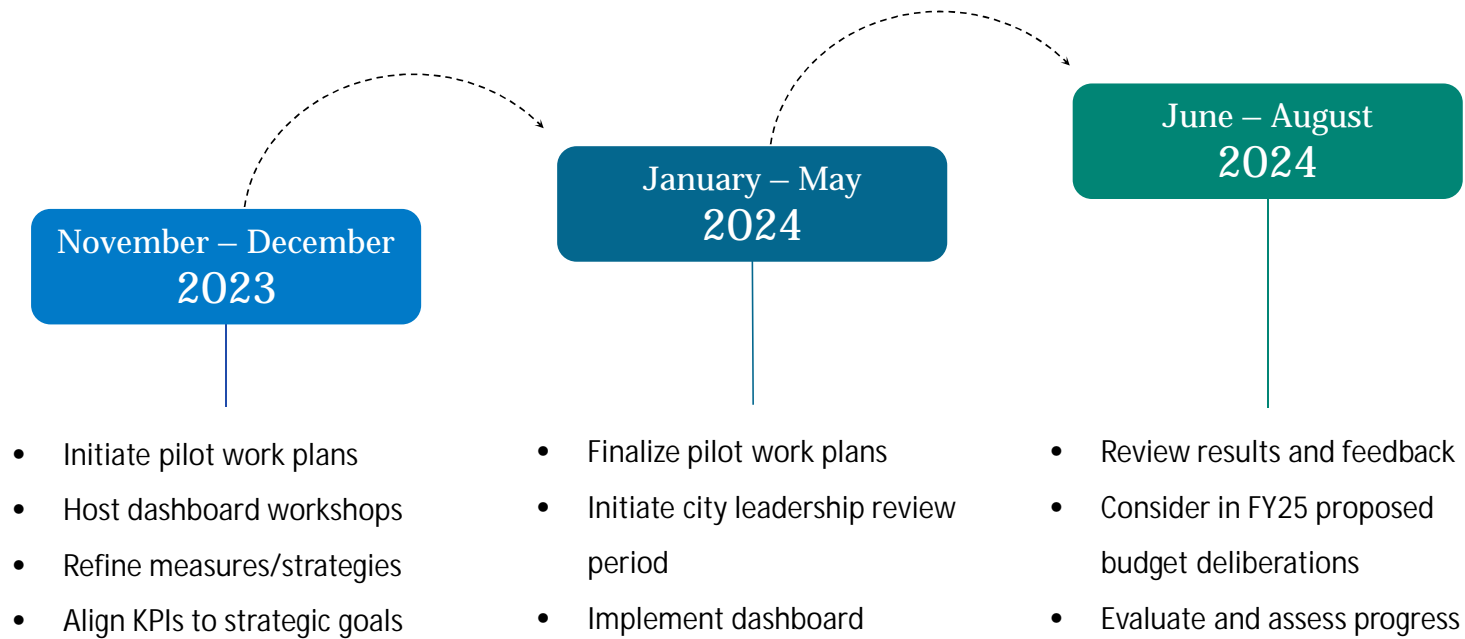 November – December
2023
• Initiate pilot work plans
• Host dashboard workshops
• Refine measures/strategies
• Align KPIs to strategic goals
January – May
2024
• Finalize pilot work plans
• Initiate city leadership review
period
• Implement dashboard
June – August
2024
• Review results and feedback
• Consider in FY25 proposed
budget deliberations
• Evaluate and assess progress